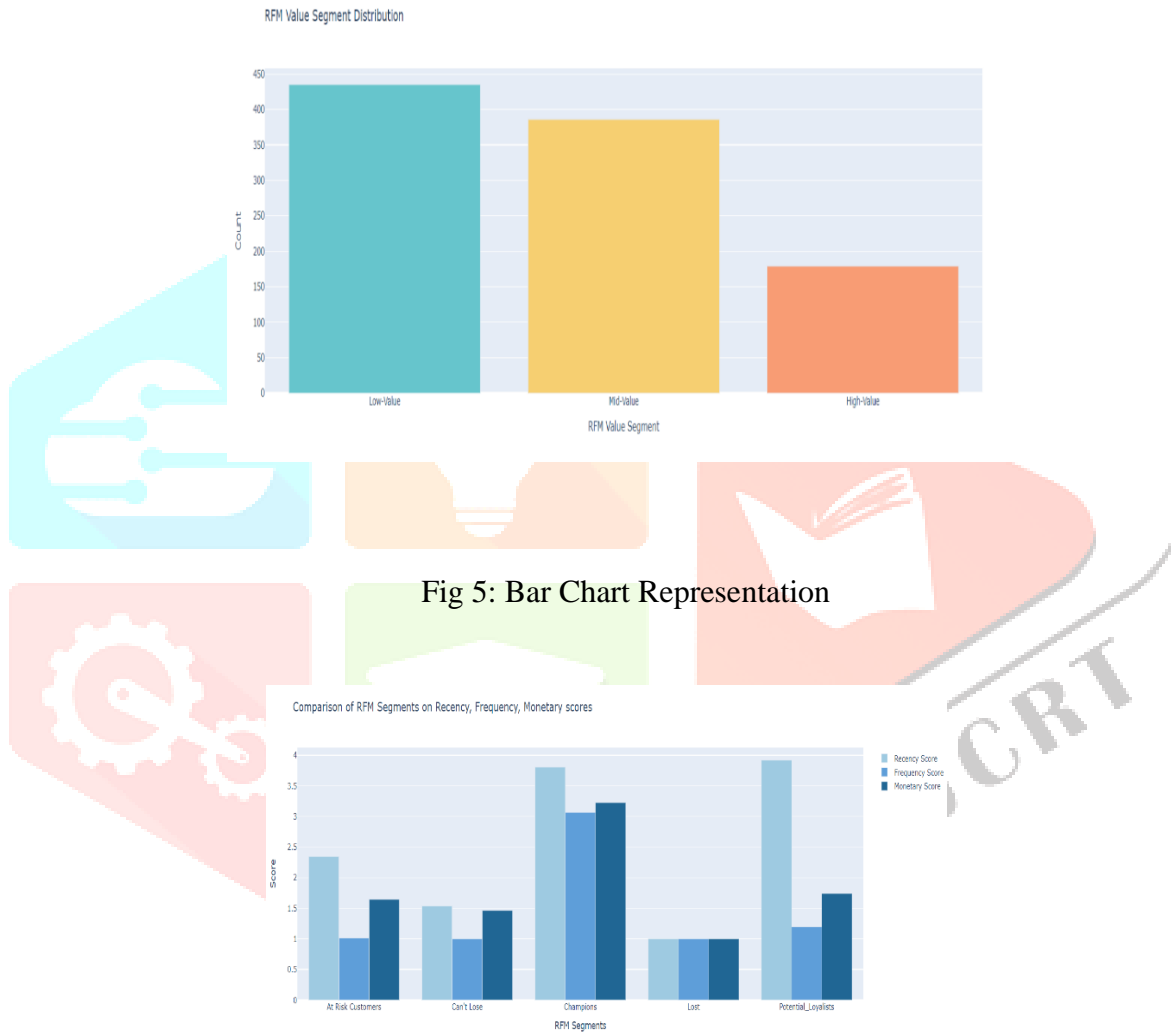 RFM Value Segment Distribution
450
400
350
300
250
200
150
100
50
0
Count
Low-Value
Mid-Value
High-Value
RFM Value Segment
Fig 5: Bar Chart Representation
Comparison of RFM Segments on Recency, Frequency, Monetary scores
Recency Score
Frequency Score
Monetary Score
4
3.5
3
2.5
2
1.5
1
0.5
0
Score
At Risk Customers
Can't Lose
Champions
Lost
Potential_Loyalists
RFM Segments
CRT